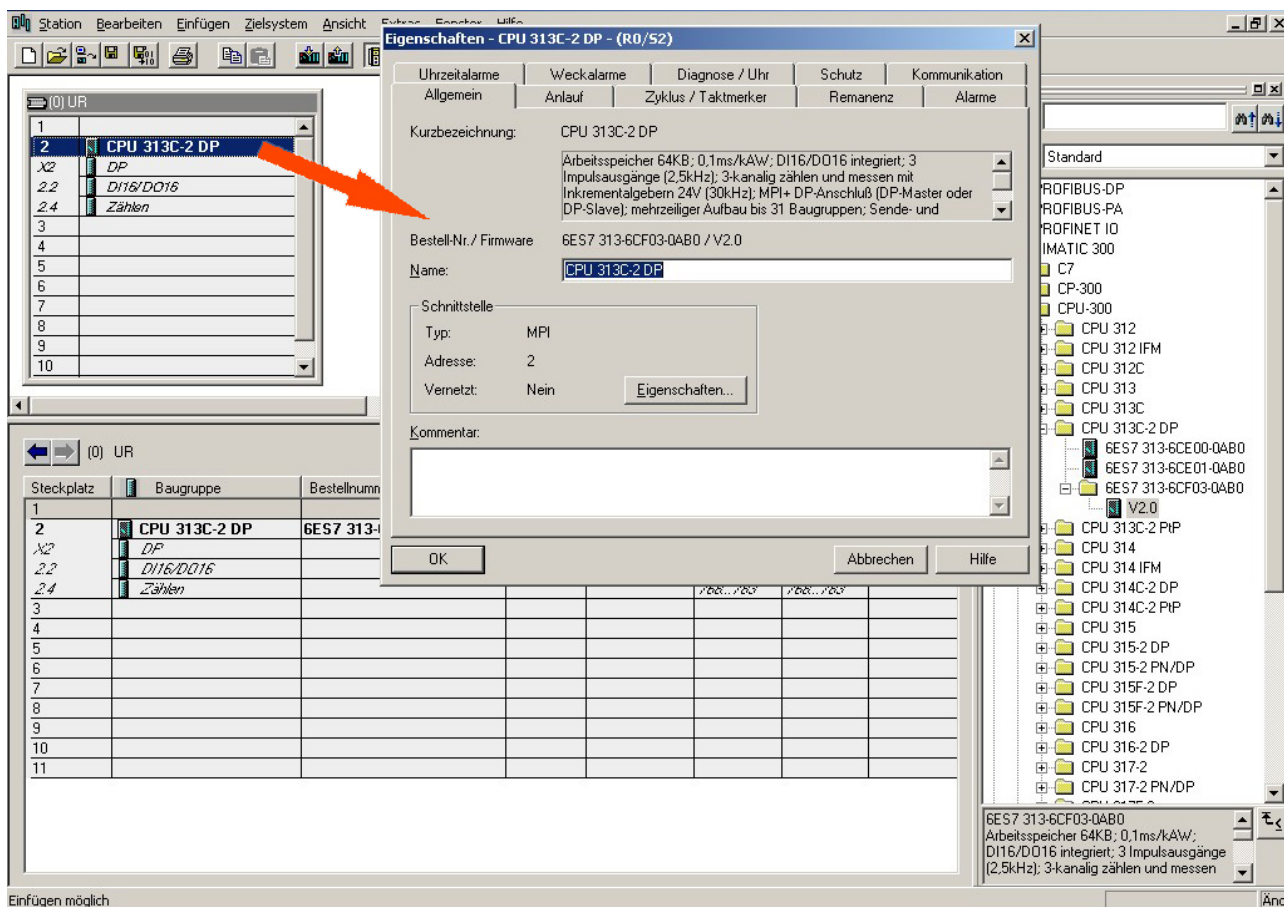 Station Bearbeiten Einfügen Zielsystem Ansicht Extras Fenster Hilfe
(0) UR
1
2 CPU 313C-2 DP
X2 DP
2.2 DI16/DO16
2.4 Zählen
3
4
5
6
7
8
9
10
Eigenschaften - CPU 313C-2 DP - (R0/S2)
Uhrzeitalarme Weckalarme Diagnose / Uhr Schutz Kommunikation
Allgemein Anlauf Zyklus / Taktmerker Remanenz Alarme
Kurzbezeichnung: CPU 313C-2 DP
Arbeitsspeicher 64KB; 0,1ms/kAW; DI16/DO16 integriert; 3
Impulsausgänge (2,5kHz); 3-kanalig zählen und messen mit
Inkrementalgebern 24V (30kHz); MPI+ DP-Anschluß (DP-Master oder
DP-Slave); mehrzeiliger Aufbau bis 31 Baugruppen; Sende- und
Bestell-Nr./ Firmware 6ES7 313-6CF03-0AB0 / V2.0
Name: CPU 313C-2 DP
Schnittstelle
Typ: MPI
Adresse: 2
Vernetzt: Nein Eigenschaften...
Kommentar:
OK Abbrechen Hilfe
(0) UR
Steckplatz Baugruppe Bestellnumm
1
2 CPU 313C-2 DP 6ES7 313-
X2 DP
2.2 DI16/DO16
2.4 Zählen 768...783 768...783
3
4
5
6
7
8
9
10
11
Standard
ROFIBUS-DP
ROFIBUS-PA
ROFINET IO
IMATIC 300
C7
CP-300
CPU-300
CPU 312
CPU 312 IFM
CPU 312C
CPU 313
CPU 313C
CPU 313C-2 DP
6ES7 313-6CE00-0AB0
6ES7 313-6CE01-0AB0
6ES7 313-6CF03-0AB0
V2.0
CPU 313C-2 PtP
CPU 314
CPU 314 IFM
CPU 314C-2 DP
CPU 314C-2 PtP
CPU 315
CPU 315-2 DP
CPU 315-2 PN/DP
CPU 315F-2 DP
CPU 315F-2 PN/DP
CPU 316
CPU 316-2 DP
CPU 317-2
CPU 317-2 PN/DP
6ES7 313-6CF03-0AB0
Arbeitsspeicher 64KB; 0,1ms/kAW;
DI16/DO16 integriert; 3 Impulsausgänge
(2,5kHz); 3-kanalig zählen und messen
Einfügen möglich Änd